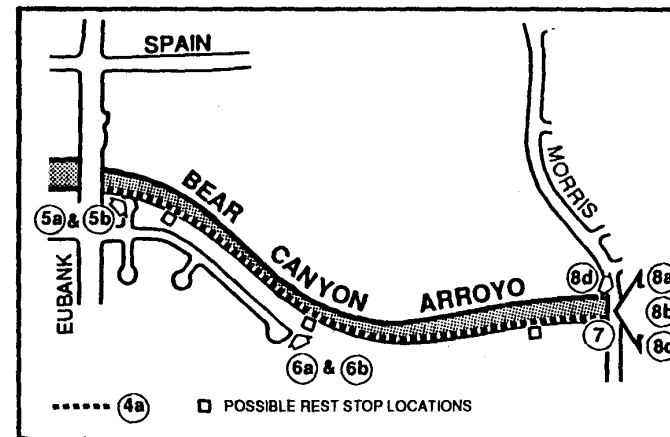 SPAIN
BEAR
CANYON
ARROYO
MORRIS
EUBANK
5a & 5b
6a & 6b
7
8d
8a
8b
4a
POSSIBLE REST STOP LOCATIONS